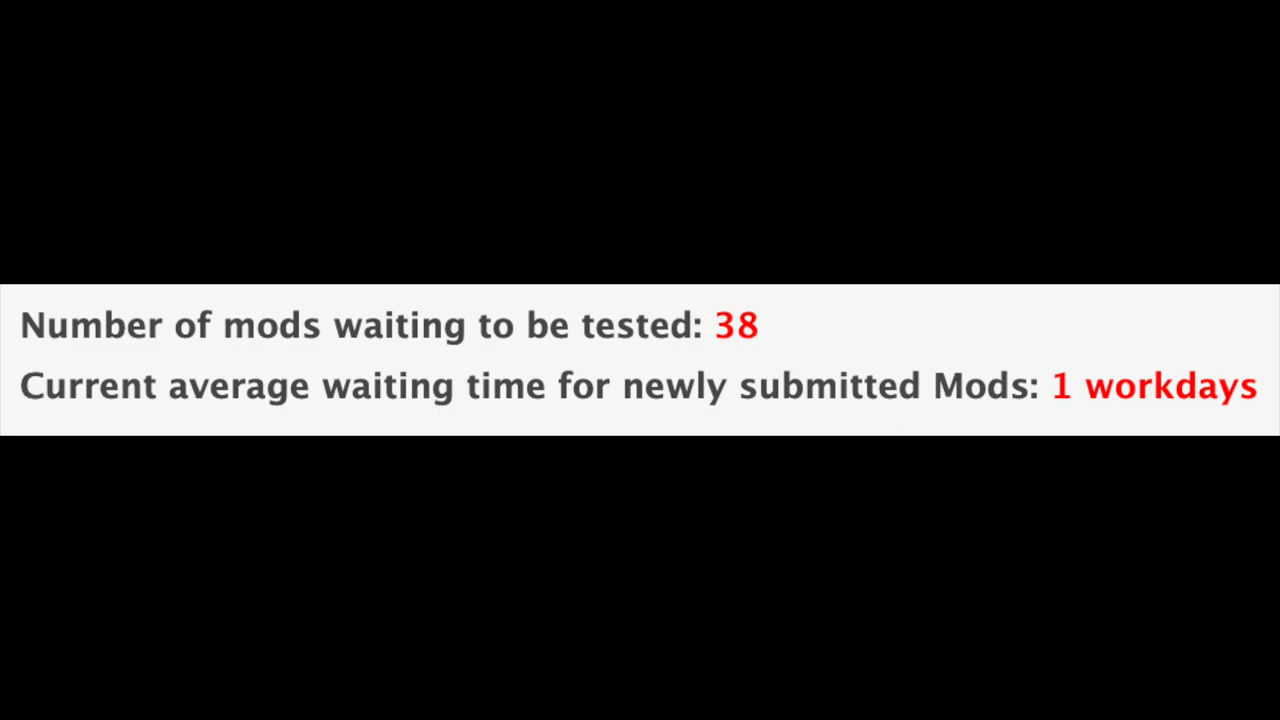 Number of mods waiting to be tested: 38
Current average waiting time for newly submitted Mods: 1 workdays